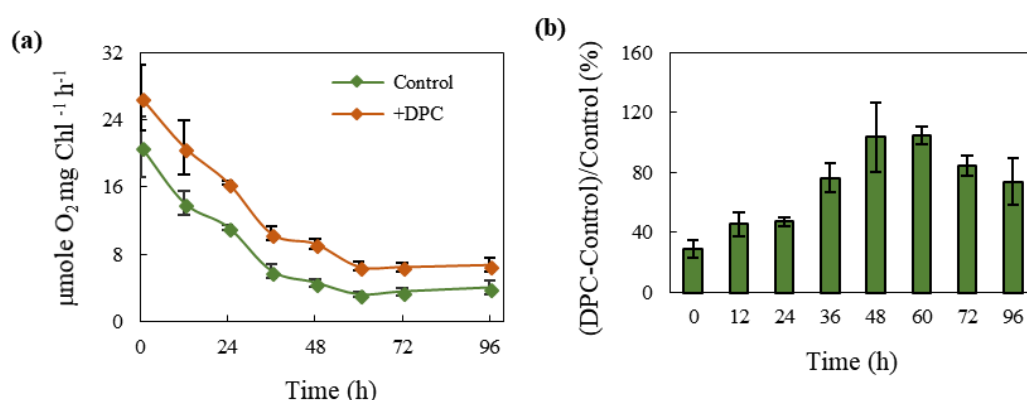 (a)
µmole O₂ mg Chl ⁻¹ h⁻¹
32
24
16
8
0
Control
+DPC
0 24 48 72 96
Time (h)
(b)
(DPC-Control)/Control (%)
160
120
80
40
0
0 12 24 36 48 60 72 96
Time (h)